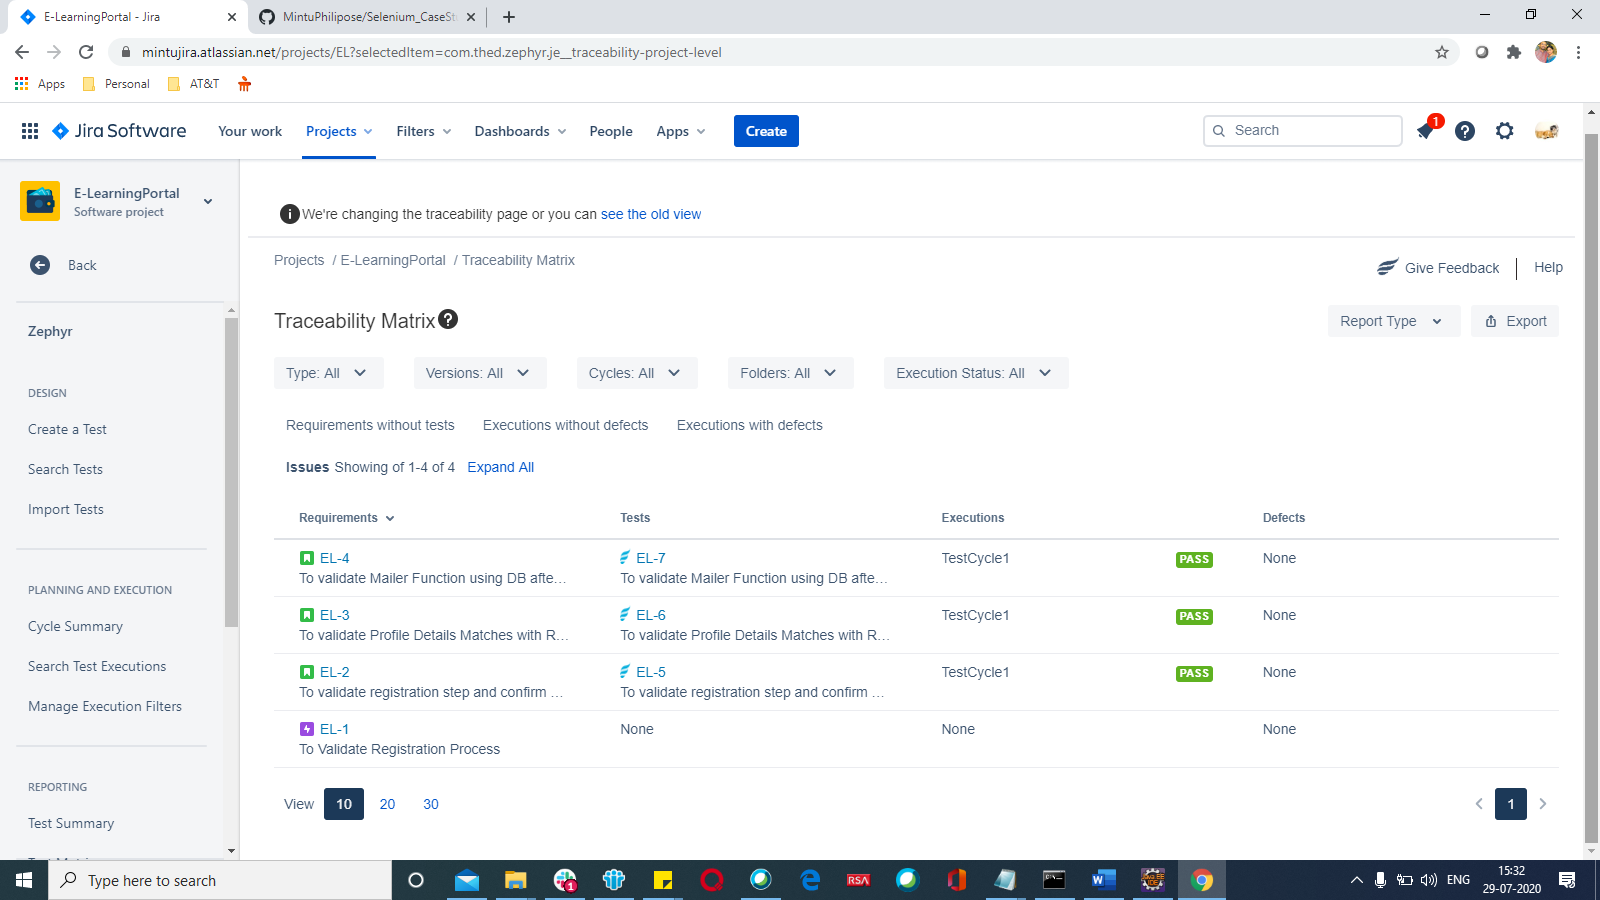 E-LearningPortal - Jira
MintuPhilipose/Selenium_CaseSt
mintujira.atlassian.net/projects/EL?selectedItem=com.thed.zephyr.je__traceability-project-level
Apps
Personal
AT&T
Jira Software
Your work
Projects
Filters
Dashboards
People
Apps
Create
Search
1
E-LearningPortal
Software project
Back
Zephyr
DESIGN
Create a Test
Search Tests
Import Tests
PLANNING AND EXECUTION
Cycle Summary
Search Test Executions
Manage Execution Filters
REPORTING
Test Summary
We're changing the traceability page or you can see the old view
Projects / E-LearningPortal / Traceability Matrix
Give Feedback
Help
Traceability Matrix
Report Type
Export
Type: All
Versions: All
Cycles: All
Folders: All
Execution Status: All
Requirements without tests
Executions without defects
Executions with defects
Issues Showing of 1-4 of 4 Expand All
Requirements Tests Executions Defects
EL-4 EL-7 TestCycle1 PASS None
To validate Mailer Function using DB afte... To validate Mailer Function using DB afte...
EL-3 EL-6 TestCycle1 PASS None
To validate Profile Details Matches with R... To validate Profile Details Matches with R...
EL-2 EL-5 TestCycle1 PASS None
To validate registration step and confirm ... To validate registration step and confirm ...
EL-1 None None None
To Validate Registration Process
View 10 20 30
1
Type here to search
1
RSA
ENG
15:32
29-07-2020